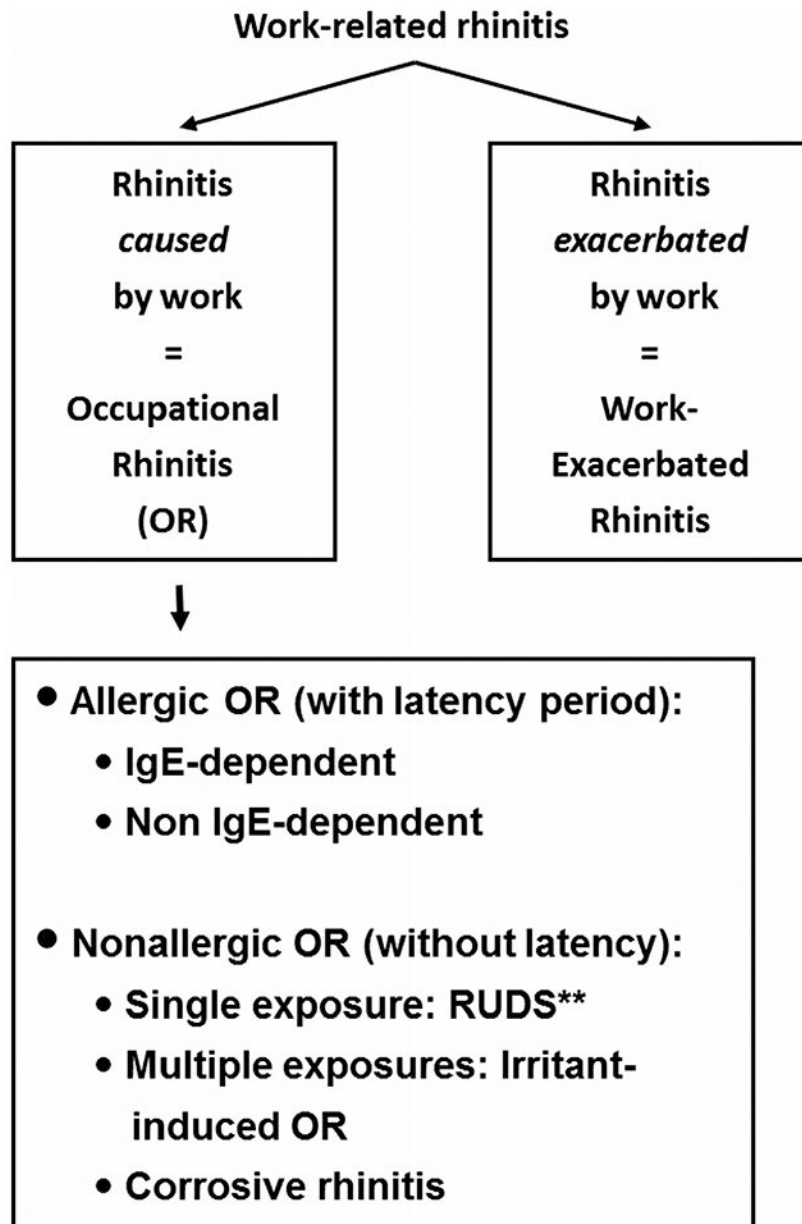 Work-related rhinitis
Rhinitis
caused
by work
=
Occupational
Rhinitis
(OR)
Rhinitis
exacerbated
by work
=
Work-
Exacerbated
Rhinitis
• Allergic OR (with latency period):
• IgE-dependent
• Non IgE-dependent
• Nonallergic OR (without latency):
• Single exposure: RUDS**
• Multiple exposures: Irritant-
induced OR
• Corrosive rhinitis